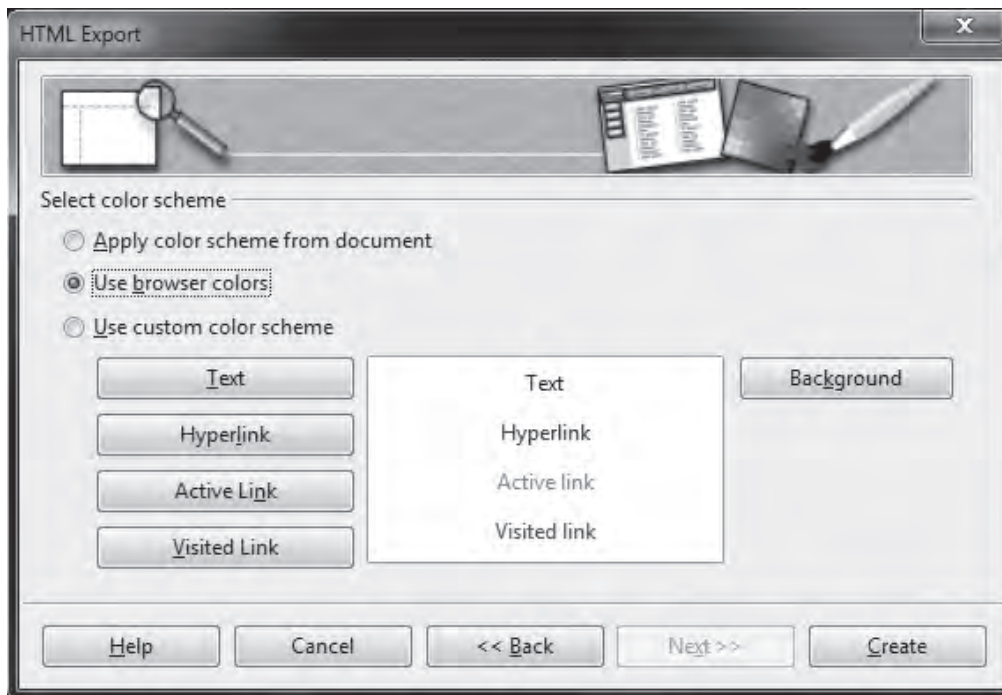 HTML Export
X
Select color scheme
Apply color scheme from document
Use browser colors
Use custom color scheme
Text Text Background
Hyperlink Hyperlink
Active Link Active link
Visited Link Visited link
Help Cancel << Back Next >> Create